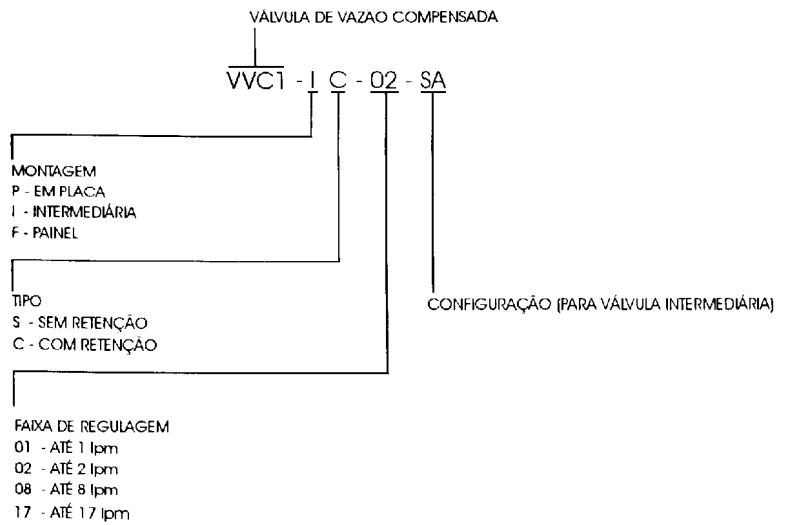 VÁLVULA DE VAZAO COMPENSADA
VVC1 - I C - 02 - SA
MONTAGEM
P - EM PLACA
I - INTERMEDIÁRIA
F - PAINEL
TIPO
S - SEM RETENÇÃO
C - COM RETENÇÃO
CONFIGURAÇÃO (PARA VÁLVULA INTERMEDIÁRIA)
FAIXA DE REGULAGEM
01 - ATÉ 1 lpm
02 - ATÉ 2 lpm
08 - ATÉ 8 lpm
17 - ATÉ 17 lpm